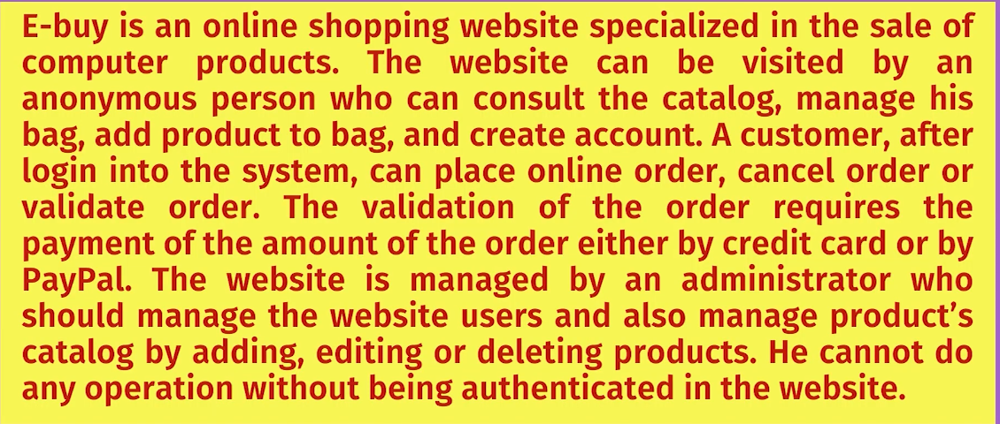 E-buy is an online shopping website specialized in the sale of
computer products. The website can be visited by an
anonymous person who can consult the catalog, manage his
bag, add product to bag, and create account. A customer, after
login into the system, can place online order, cancel order or
validate order. The validation of the order requires the
payment of the amount of the order either by credit card or by
PayPal. The website is managed by an administrator who
should manage the website users and also manage product’s
catalog by adding, editing or deleting products. He cannot do
any operation without being authenticated in the website.